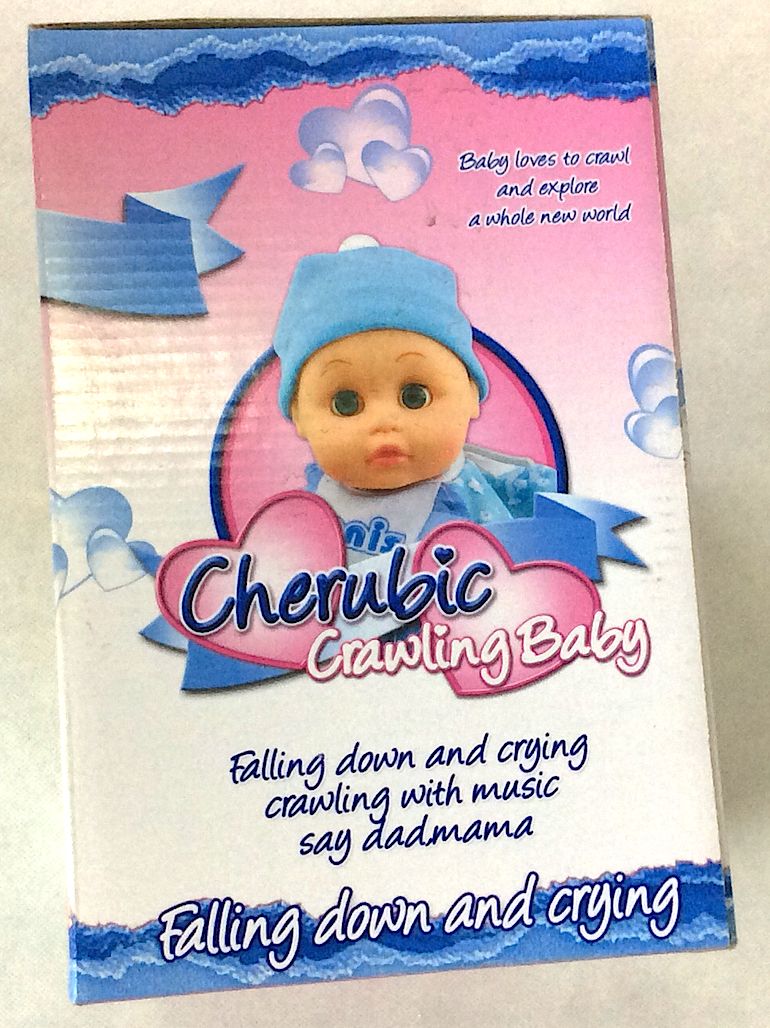 Baby loves to crawl
and explore
a whole new world
nis
Cherubic
Crawling Baby
Falling down and crying
crawling with music
say dad.mama
Falling down and crying